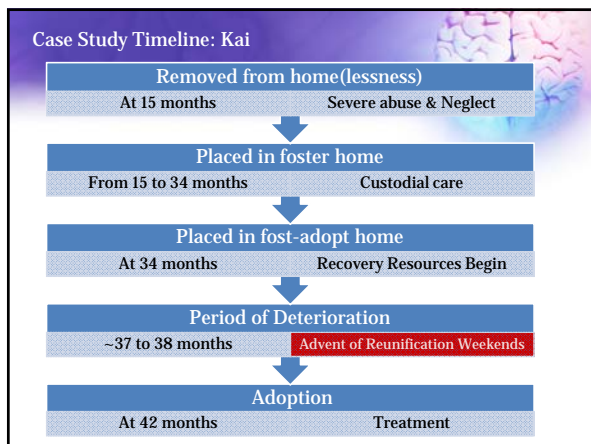 Case Study Timeline: Kai
Removed from home(lessness)
At 15 months Severe abuse & Neglect
Placed in foster home
From 15 to 34 months Custodial care
Placed in fost-adopt home
At 34 months Recovery Resources Begin
Period of Deterioration
~37 to 38 months Advent of Reunification Weekends
Adoption
At 42 months Treatment